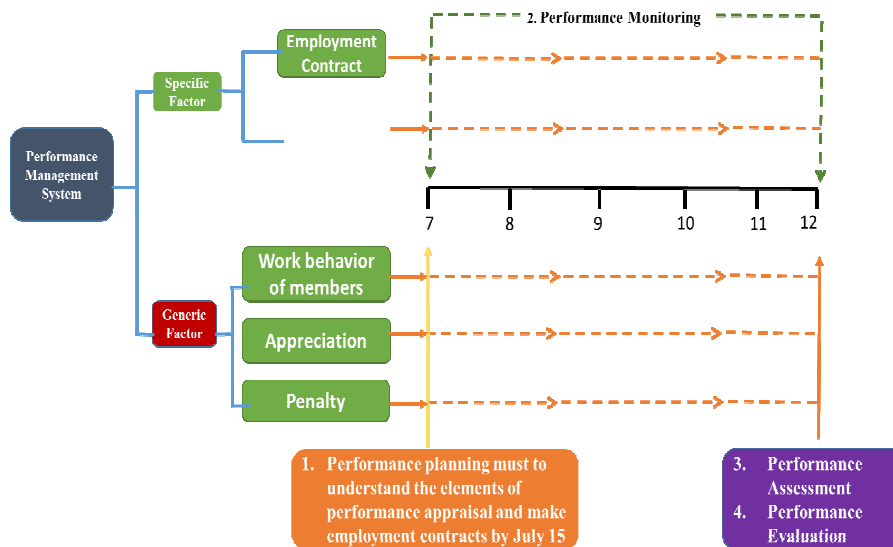 2. Performance Monitoring
Employment
Contract
Specific
Factor
Performance
Management
System
7 8 9 10 11 12
Work behavior
of members
Generic
Factor
Appreciation
Penalty
1. Performance planning must to
understand the elements of
performance appraisal and make
employment contracts by July 15
3. Performance
Assessment
4. Performance
Evaluation